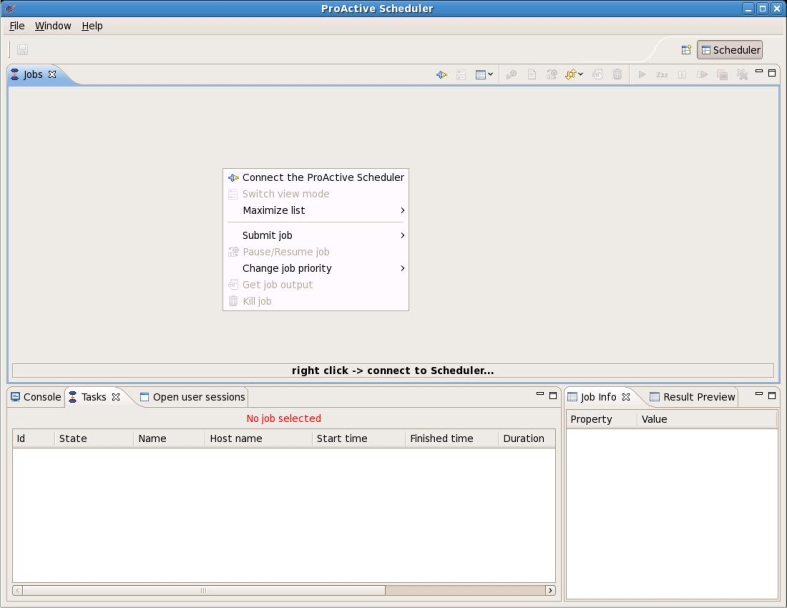 ProActive Scheduler
File Window Help
Scheduler
Jobs
Connect the ProActive Scheduler
Switch view mode
Maximize list
Submit job
Pause/Resume job
Change job priority
Get job output
Kill job
right click -> connect to Scheduler...
Console Tasks Open user sessions
No job selected
Id State Name Host name Start time Finished time Duration
Job Info Result Preview
Property Value